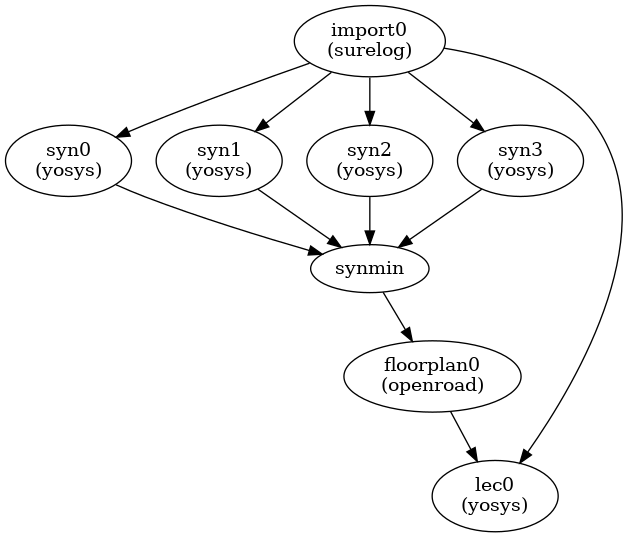 import0
(surelog)
syn0
(yosys)
syn1
(yosys)
syn2
(yosys)
syn3
(yosys)
synmin
floorplan0
(openroad)
lec0
(yosys)